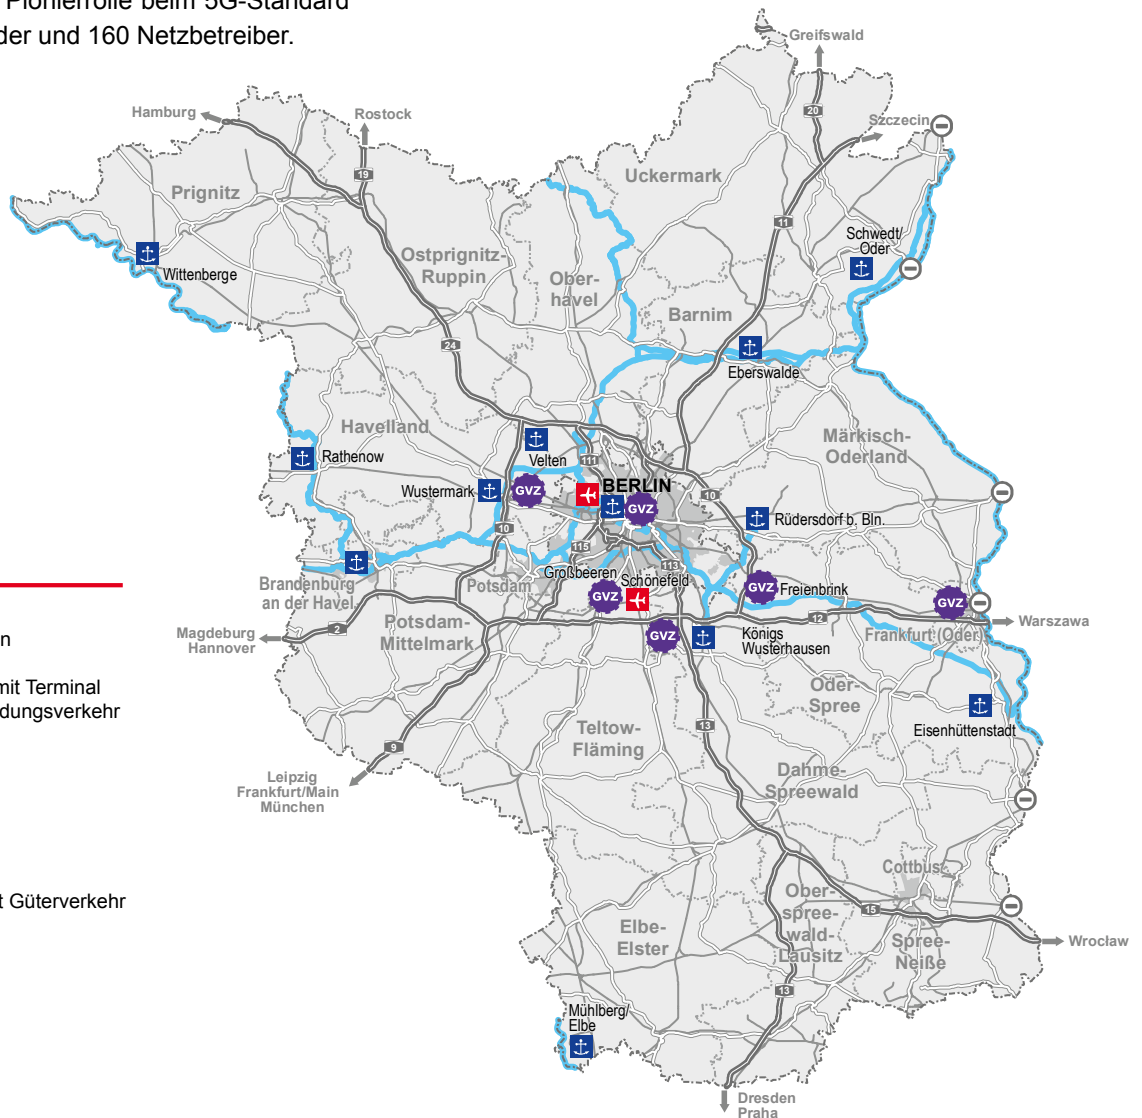 Pionierrolle beim 5G-Standard
der und 160 Netzbetreiber.
Greifswald
Hamburg
Rostock
20
Szczecin
19
Prignitz
Uckermark
11
Schwedt/
Oder
Wittenberge
Ostprignitz-
Ruppin
Ober-
havel
Barnim
24
Eberswalde
Havelland
Märkisch-
Oderland
Rathenow
Velten
111
BERLIN
Wustermark
GVZ
GVZ
10
Rüdersdorf b. Bln.
10
115
113
Großbeeren
Schönefeld
Brandenburg
an der Havel
Potsdam
GVZ
GVZ
Freienbrink
GVZ
Magdeburg
Hannover
2
Potsdam-
Mittelmark
GVZ
Königs
Wusterhausen
12
Frankfurt (Oder)
Warszawa
n
mit Terminal
dungsverkehr
Oder-
Spree
Eisenhüttenstadt
Teltow-
Fläming
13
9
Leipzig
Frankfurt/Main
München
Dahme-
Spreewald
Cottbus
t Güterverkehr
Ober-
spree-
wald-
Lausitz
15
Elbe-
Elster
Spree-
Neiße
Wrocław
13
Mühlberg/
Elbe
Dresden
Praha